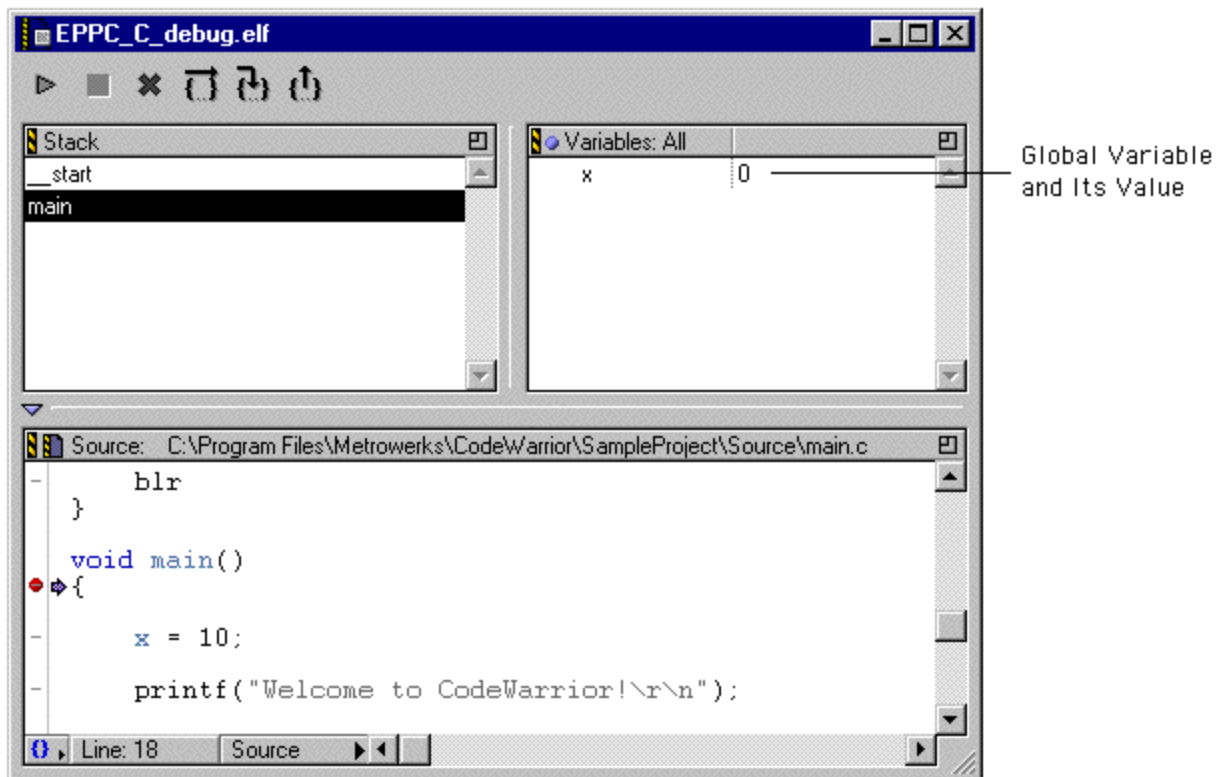 EPPC_C_debug.elf
Stack
__start
main
Variables: All
x 0
Global Variable
and Its Value
Source: C:\Program Files\Metrowerks\CodeWarrior\SampleProject\Source\main.c
blr
}
void main()
{
x = 10;
printf("Welcome to CodeWarrior!\r\n");
Line: 18 Source